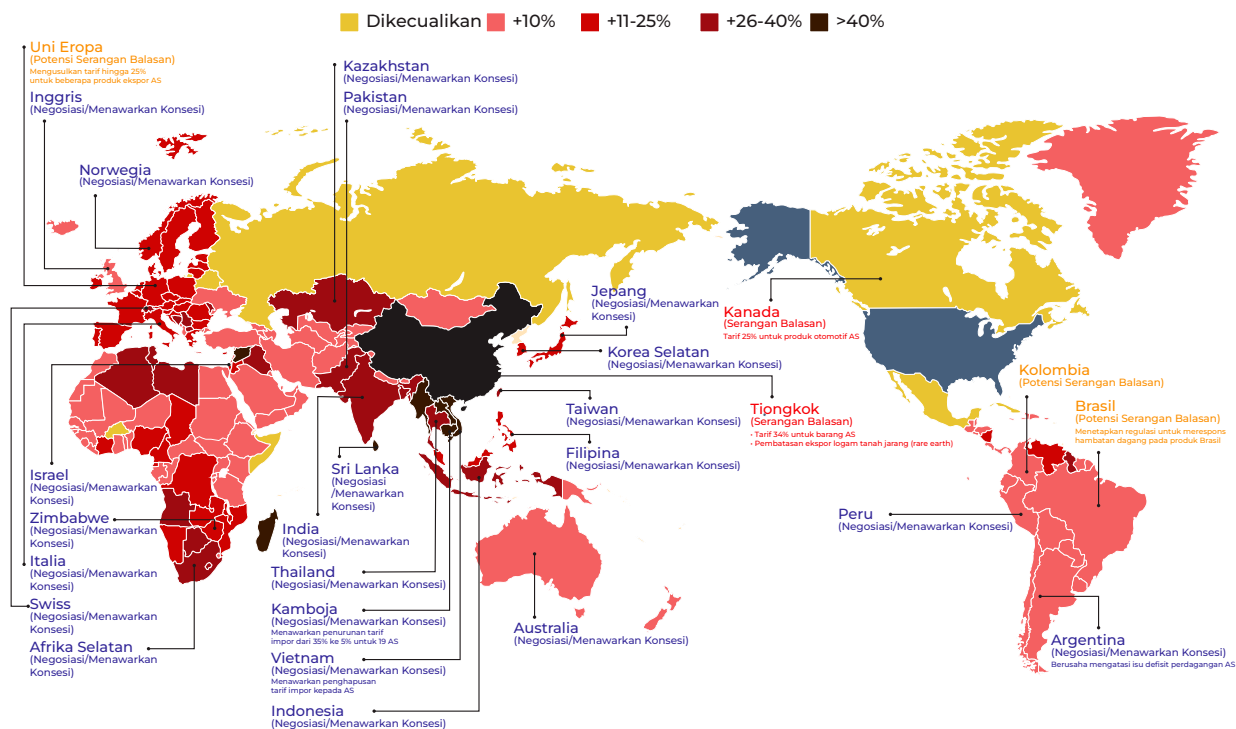 Dikecualikan
+10%
+11-25%
+26-40%
>40%
Uni Eropa
(Potensi Serangan Balasan)
Mengusulkan tarif hingga 25%
untuk beberapa produk ekspor AS
Inggris
(Negosiasi/Menawarkan Konsesi)
Norwegia
(Negosiasi/Menawarkan Konsesi)
Kazakhstan
(Negosiasi/Menawarkan Konsesi)
Pakistan
(Negosiasi/Menawarkan Konsesi)
Jepang
(Negosiasi/Menawarkan
Konsesi)
Korea Selatan
(Negosiasi/Menawarkan Konsesi)
Kanada
(Serangan Balasan)
Tarif 25% untuk produk otomotif AS
Kolombia
(Potensi Serangan Balasan)
Brasil
(Potensi Serangan Balasan)
Menetapkan regulasi untuk merespons
hambatan dagang pada produk Brasil
Taiwan
(Negosiasi/Menawarkan Konsesi)
Tiongkok
(Serangan Balasan)
• Tarif 34% untuk barang AS
• Pembatasan ekspor logam tanah jarang (rare earth)
Filipina
(Negosiasi/Menawarkan Konsesi)
Israel
(Negosiasi/Menawarkan
Konsesi)
Sri Lanka
(Negosiasi
/Menawarkan
Konsesi)
Zimbabwe
(Negosiasi/Menawarkan
Konsesi)
India
(Negosiasi/Menawarkan
Konsesi)
Peru
(Negosiasi/Menawarkan Konsesi)
Italia
(Negosiasi/Menawarkan
Konsesi)
Thailand
(Negosiasi/Menawarkan Konsesi)
Swiss
(Negosiasi/Menawarkan
Konsesi)
Kamboja
(Negosiasi/Menawarkan Konsesi)
Menawarkan penurunan tarif
impor dari 35% ke 5% untuk 19 AS
Australia
(Negosiasi/Menawarkan Konsesi)
Afrika Selatan
(Negosiasi/Menawarkan
Konsesi)
Vietnam
(Negosiasi/Menawarkan Konsesi)
Menawarkan penghapusan
tarif impor kepada AS
Argentina
(Negosiasi/Menawarkan Konsesi)
Berusaha mengatasi isu defisit perdagangan AS
Indonesia
(Negosiasi/Menawarkan Konsesi)